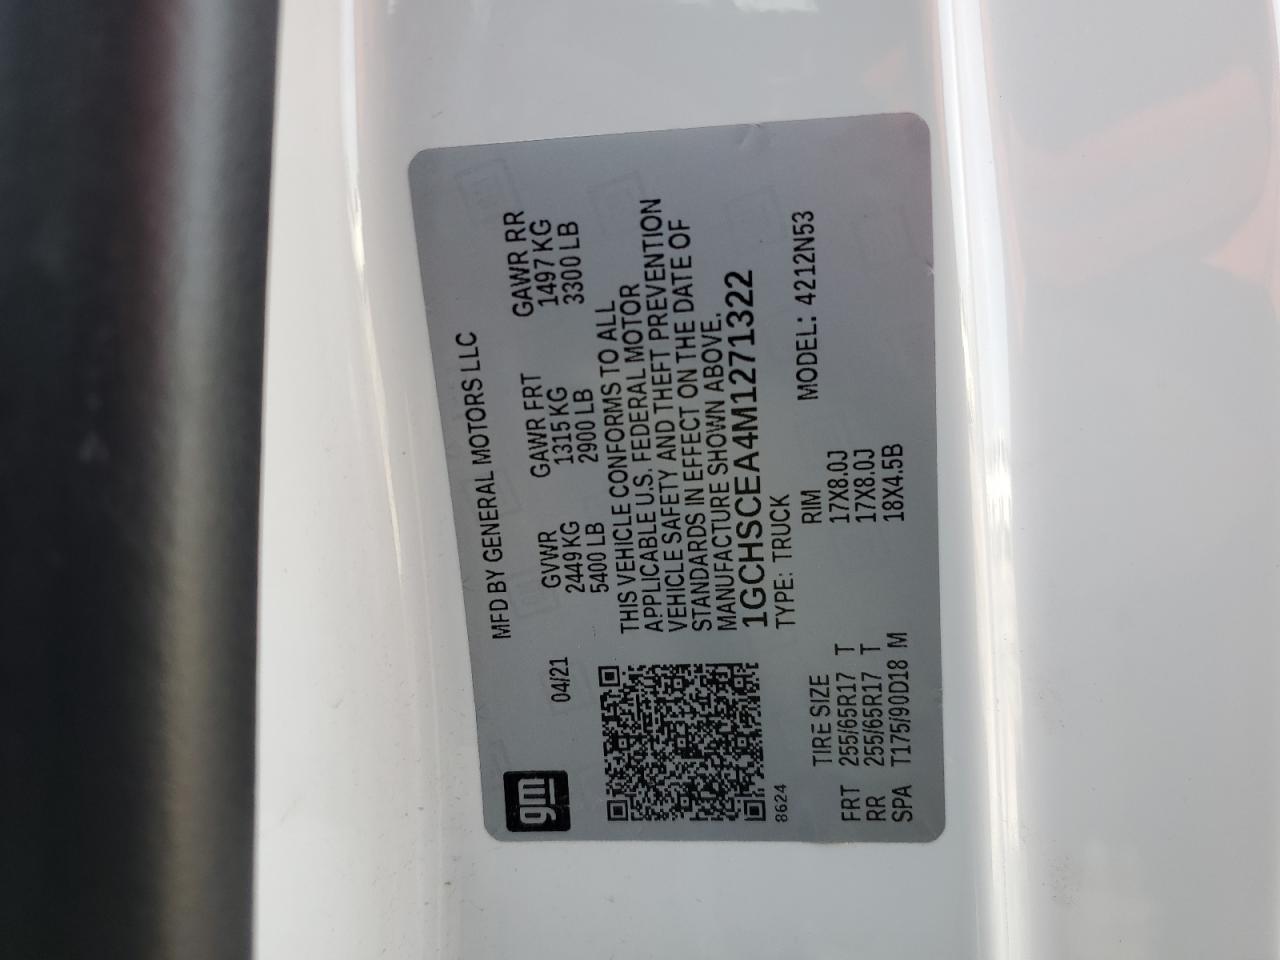 gm
MFD BY GENERAL MOTORS LLC
04/21
GVWR GAWR FRT GAWR RR
2449 KG 1315 KG 1497 KG
5400 LB 2900 LB 3300 LB
THIS VEHICLE CONFORMS TO ALL
APPLICABLE U.S. FEDERAL MOTOR
VEHICLE SAFETY AND THEFT PREVENTION
STANDARDS IN EFFECT ON THE DATE OF
MANUFACTURE SHOWN ABOVE.
1GCHSCEA4M1271322
8624
TYPE: TRUCK
MODEL: 4212N53
TIRE SIZE RIM
FRT 255/65R17 T 17X8.0J
RR 255/65R17 T 17X8.0J
SPA T175/90D18 M 18X4.5B